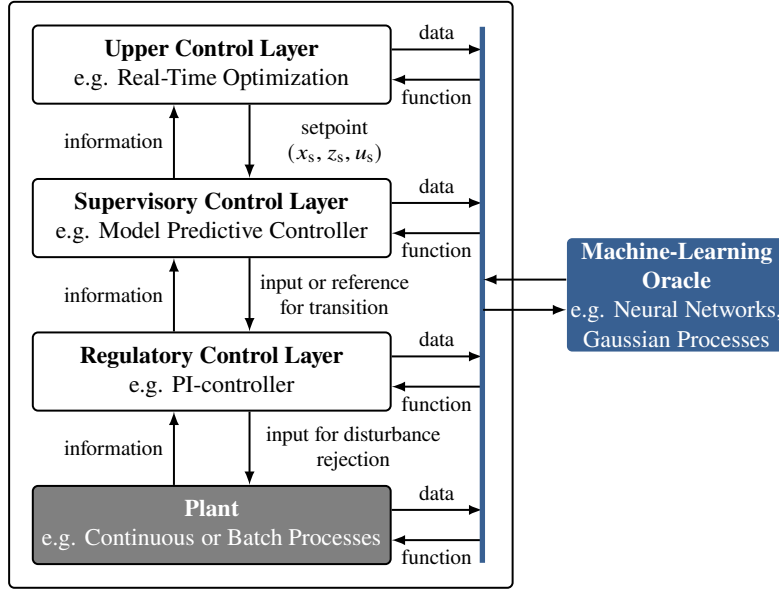 Upper Control Layer
e.g. Real-Time Optimization
data
function
information
setpoint
(xs, zs, us)
Supervisory Control Layer
e.g. Model Predictive Controller
data
function
information
input or reference
for transition
Regulatory Control Layer
e.g. PI-controller
data
function
information
input for disturbance
rejection
Plant
e.g. Continuous or Batch Processes
data
function
Machine-Learning
Oracle
e.g. Neural Networks,
Gaussian Processes